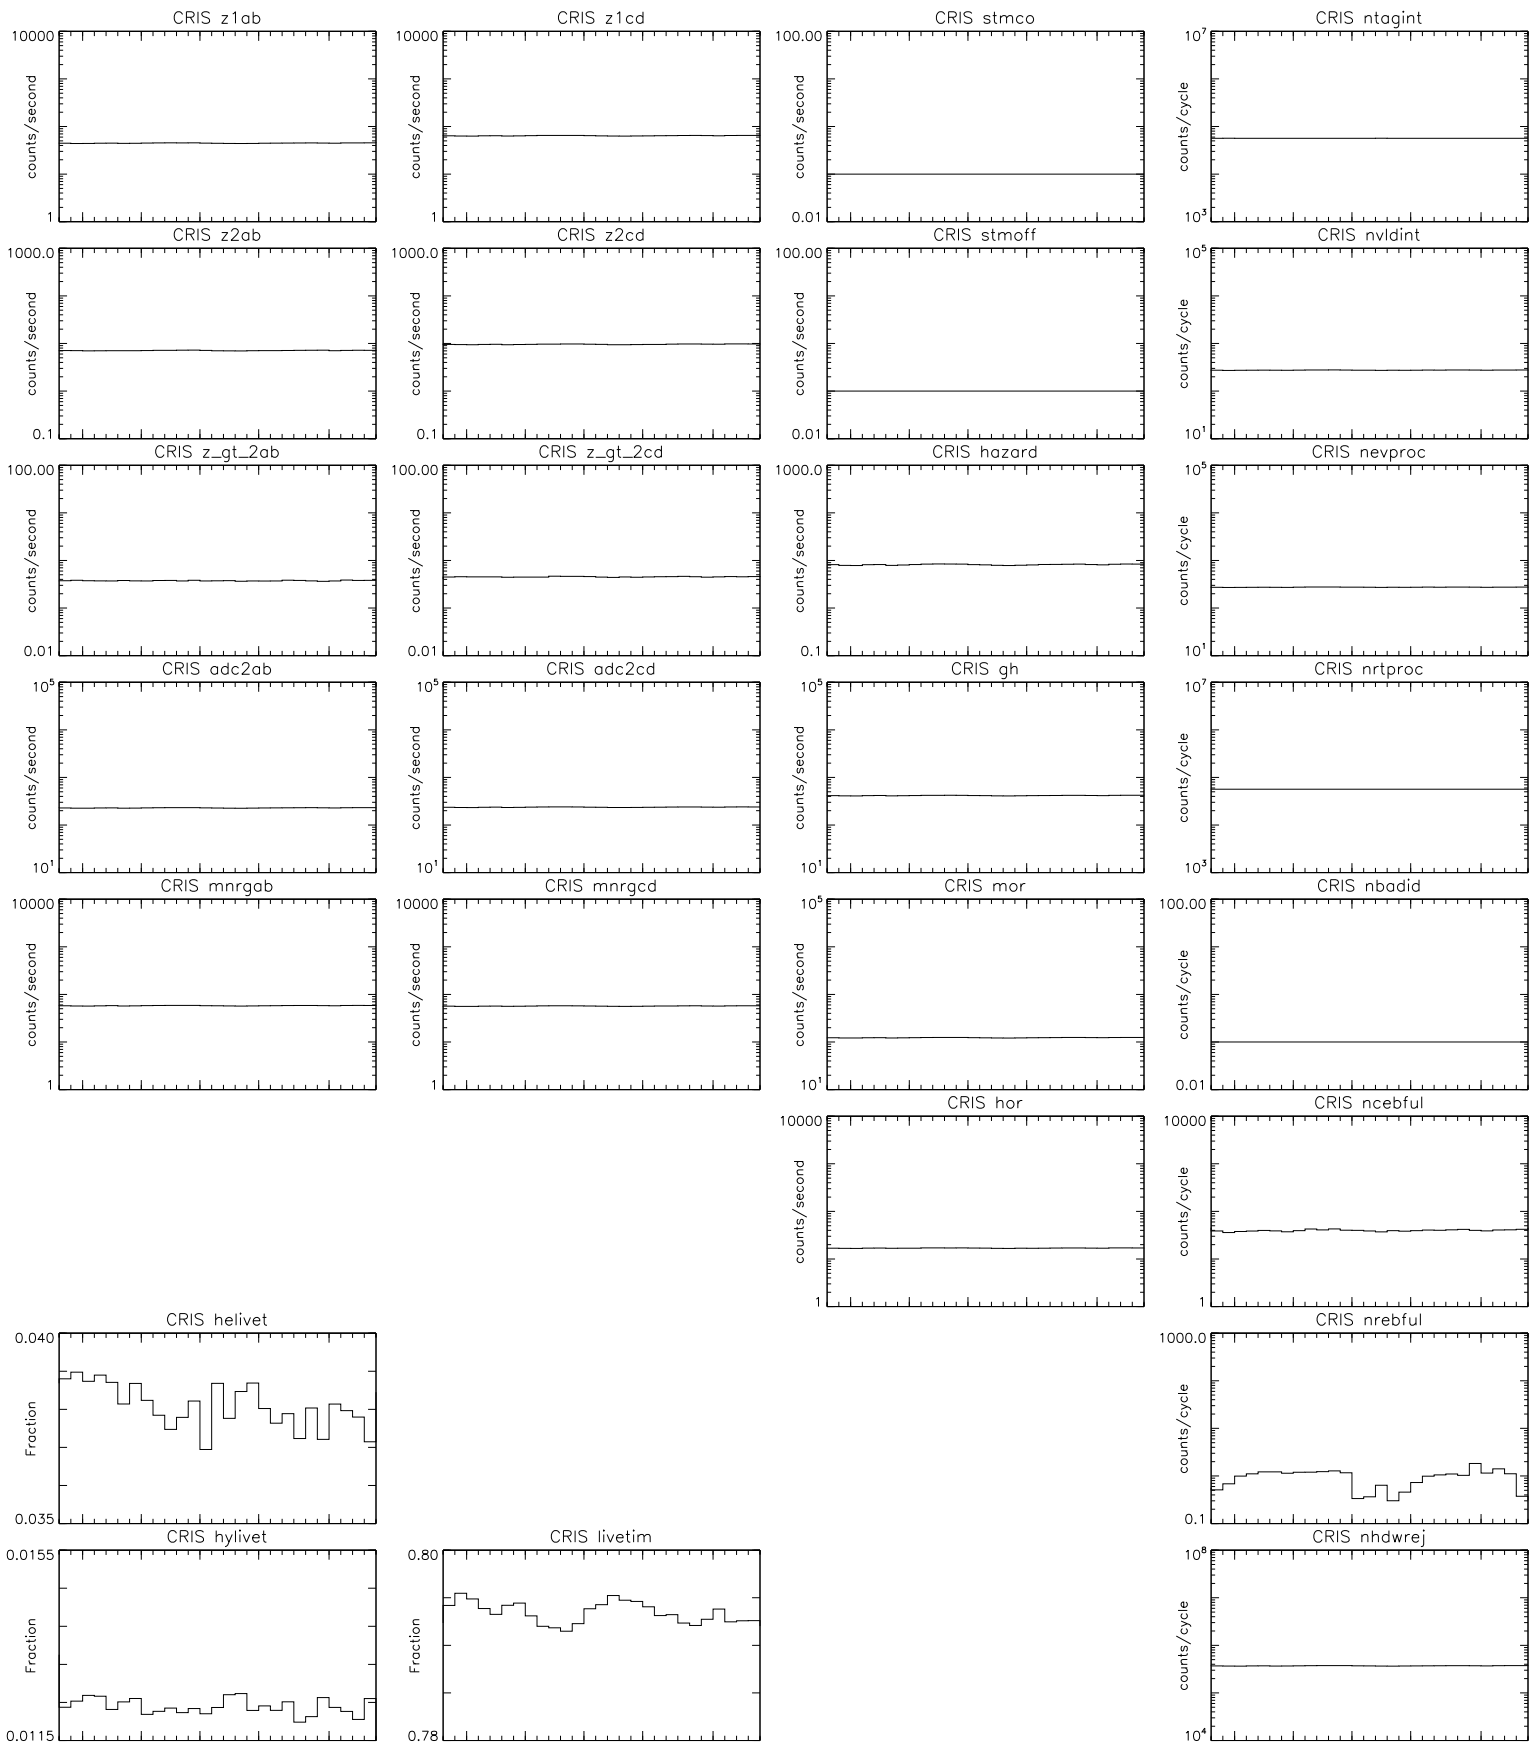 CRIS z1ab CRIS z1cd CRIS stmco CRIS ntagint
10000 10000 100.00 10⁷
counts/second counts/second counts/second counts/cycle
1 1 0.01 10³
CRIS z2ab CRIS z2cd CRIS stmoff CRIS nvldint
1000.0 1000.0 100.00 10⁵
counts/second counts/second counts/second counts/cycle
0.1 0.1 0.01 10¹
CRIS z_gt_2ab CRIS z_gt_2cd CRIS hazard CRIS nevproc
100.00 100.00 1000.0 10⁵
counts/second counts/second counts/second counts/cycle
0.01 0.01 0.1 10¹
CRIS adc2ab CRIS adc2cd CRIS gh CRIS nrtproc
10⁵ 10⁵ 10⁵ 10⁷
counts/second counts/second counts/second counts/cycle
10¹ 10¹ 10¹ 10³
CRIS mnrgab CRIS mnrgcd CRIS mor CRIS nbadid
10000 10000 10⁵ 100.00
counts/second counts/second counts/second counts/cycle
1 1 10¹ 0.01
CRIS hor CRIS ncebful
10000 10000
counts/second counts/cycle
1 1
CRIS helivet CRIS nrebful
0.040 1000.0
Fraction counts/cycle
0.035 0.1
CRIS hylivet CRIS livetim CRIS nhdwrej
0.0155 0.80 10⁸
Fraction Fraction counts/cycle
0.0115 0.78 10⁴